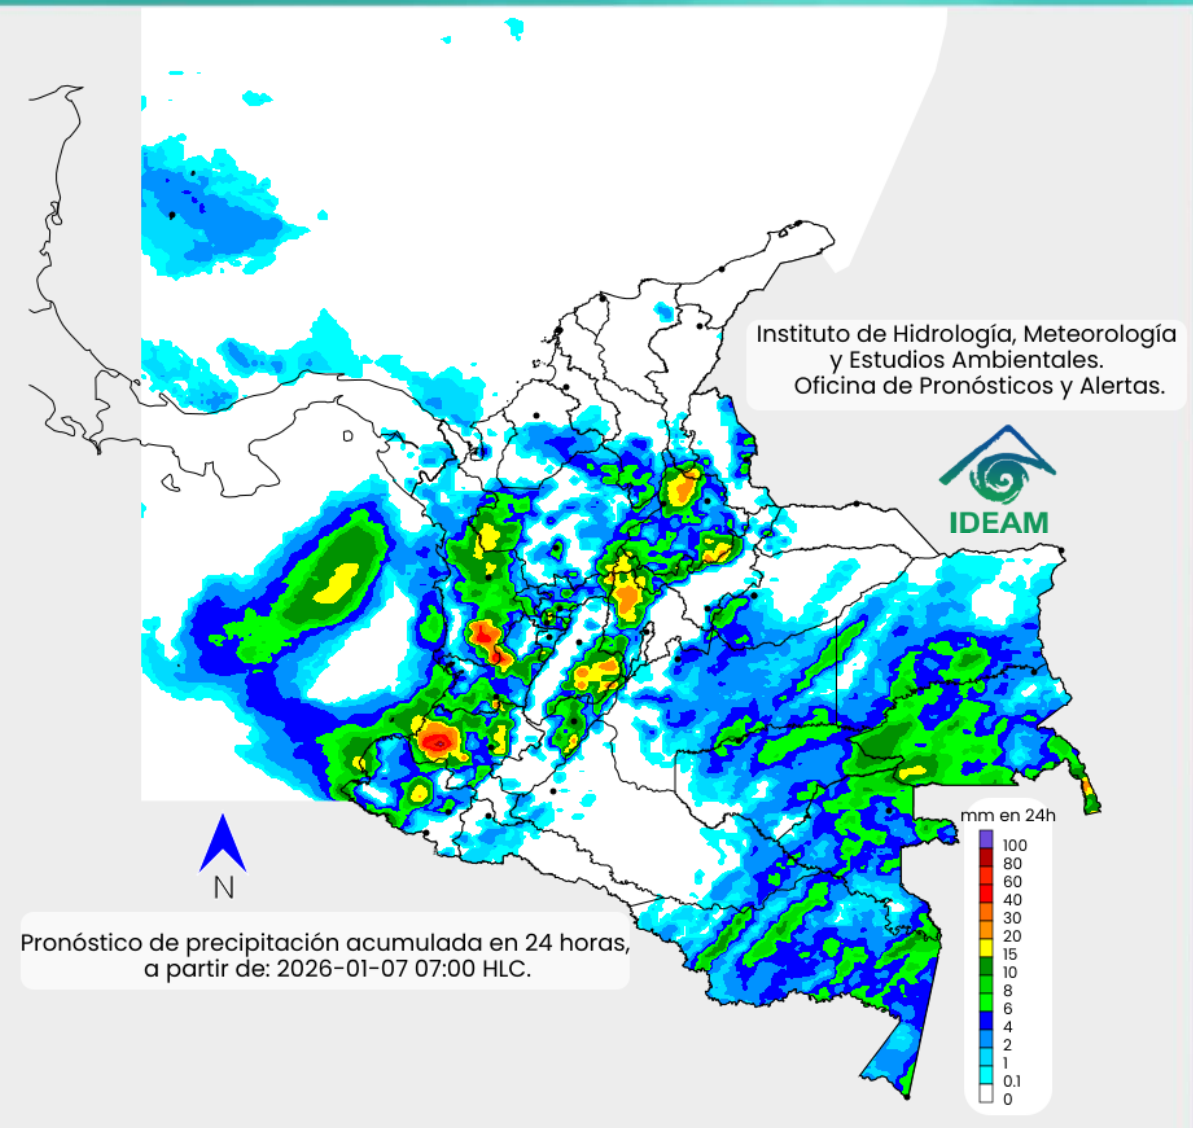 Instituto de Hidrología, Meteorología
y Estudios Ambientales.
Oficina de Pronósticos y Alertas.
IDEAM
mm en 24h
100
80
60
40
30
20
15
10
8
6
4
2
1
0.1
0
N
Pronóstico de precipitación acumulada en 24 horas,
a partir de: 2026-01-07 07:00 HLC.